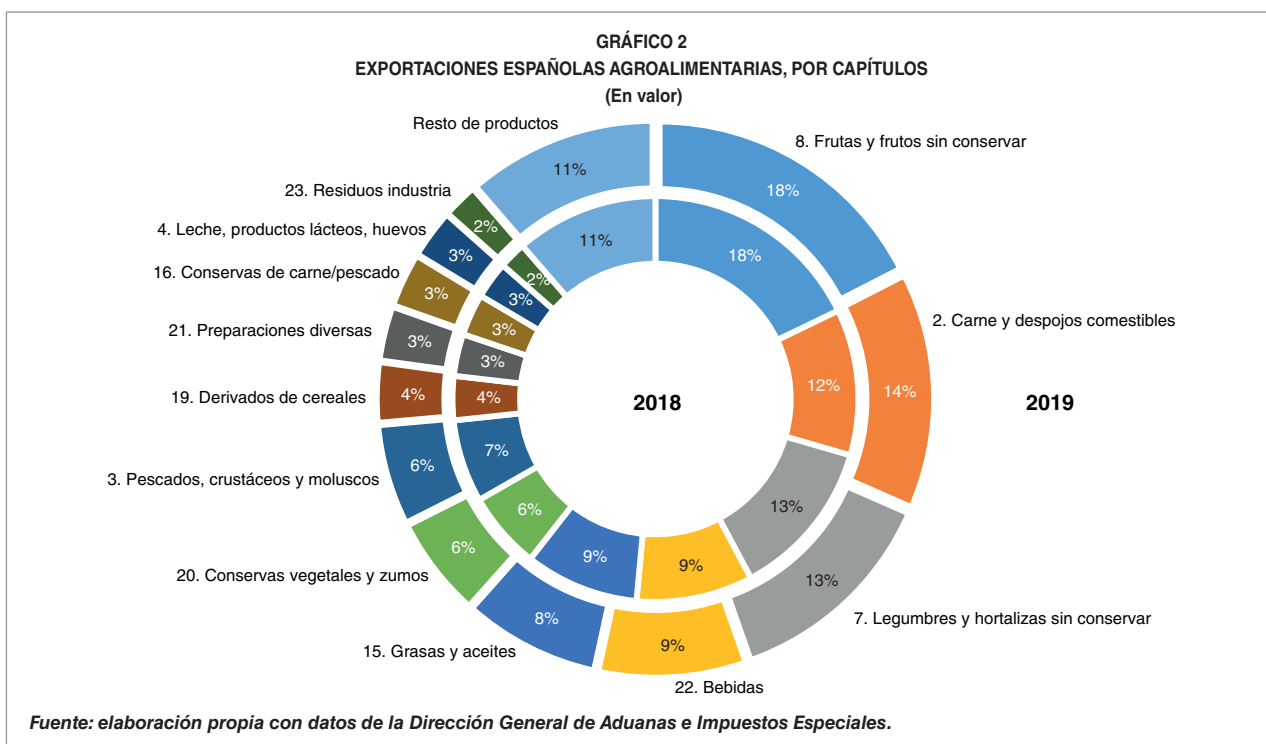 GRÁFICO 2
EXPORTACIONES ESPAÑOLAS AGROALIMENTARIAS, POR CAPÍTULOS
(En valor)
Resto de productos
8. Frutas y frutos sin conservar
11%
18%
23. Residuos industria
2%
11%
18%
4. Leche, productos lácteos, huevos
3%
2%
16. Conservas de carne/pescado
3%
3%
2. Carne y despojos comestibles
3%
21. Preparaciones diversas
3%
3%
12%
14%
19. Derivados de cereales
4%
4%
2018
2019
3. Pescados, crustáceos y moluscos
6%
7%
6%
13%
20. Conservas vegetales y zumos
6%
9%
9%
13%
7. Legumbres y hortalizas sin conservar
15. Grasas y aceites
8%
9%
22. Bebidas
Fuente: elaboración propia con datos de la Dirección General de Aduanas e Impuestos Especiales.